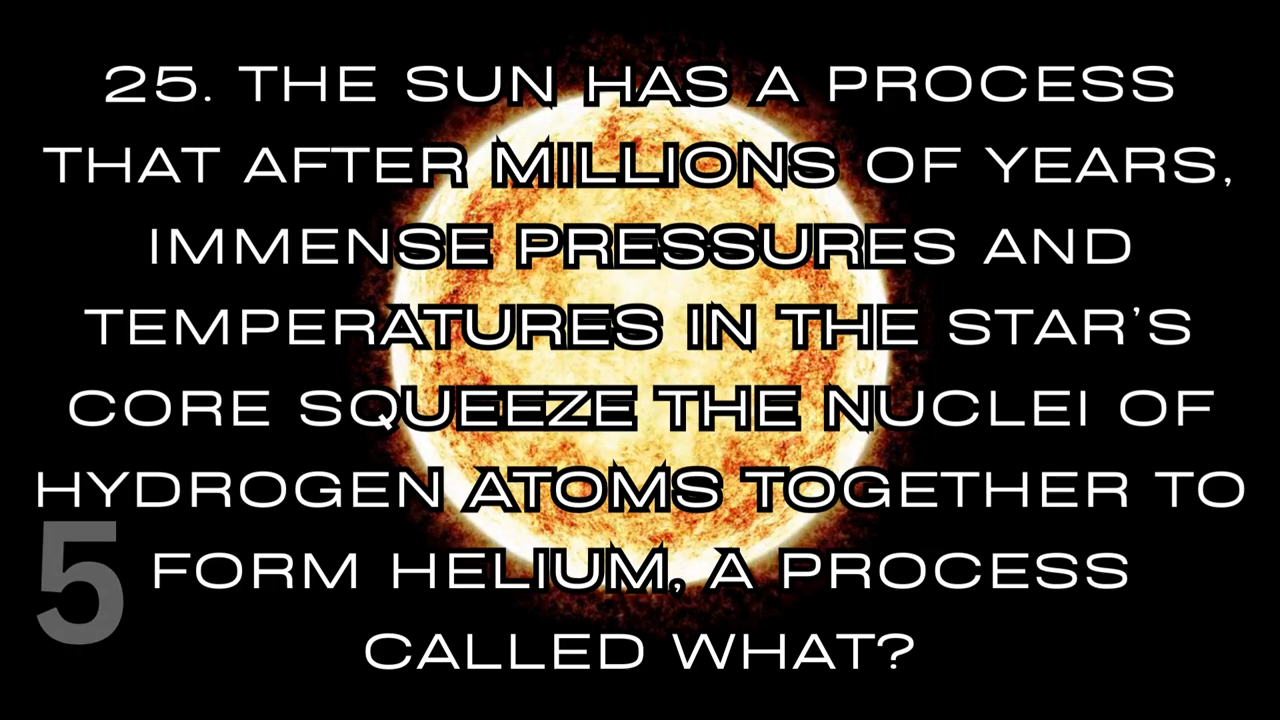 25. THE SUN HAS A PROCESS
THAT AFTER MILLIONS OF YEARS,
IMMENSE PRESSURES AND
TEMPERATURES IN THE STAR'S
CORE SQUEEZE THE NUCLEI OF
HYDROGEN ATOMS TOGETHER TO
FORM HELIUM, A PROCESS
CALLED WHAT?
5